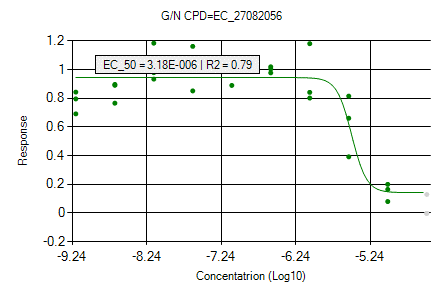 G/N CPD=EC_27082056
1.2
EC_50 = 3.18E-006 | R2 = 0.79
1
0.8
0.6
0.4
0.2
0
-0.2
Response
-9.24 -8.24 -7.24 -6.24 -5.24
Concentatrion (Log10)